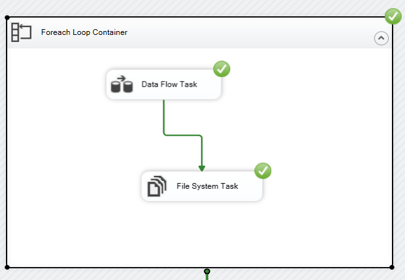 Foreach Loop Container
Data Flow Task
File System Task